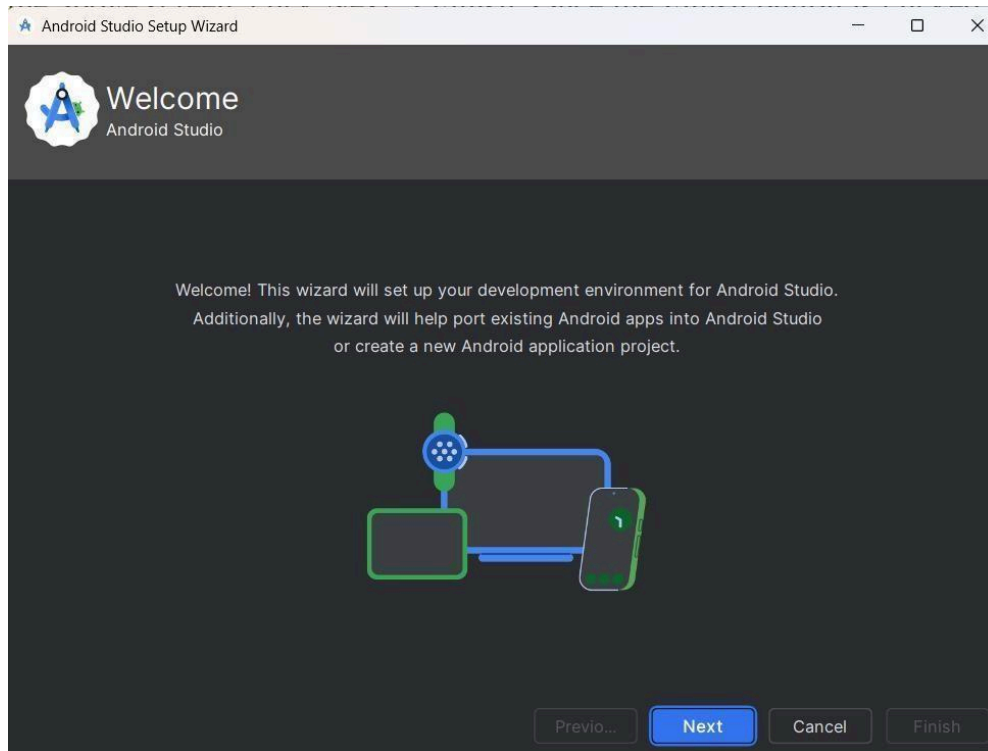 Android Studio Setup Wizard
Welcome
Android Studio
Welcome! This wizard will set up your development environment for Android Studio.
Additionally, the wizard will help port existing Android apps into Android Studio
or create a new Android application project.
Previo... Next Cancel Finish